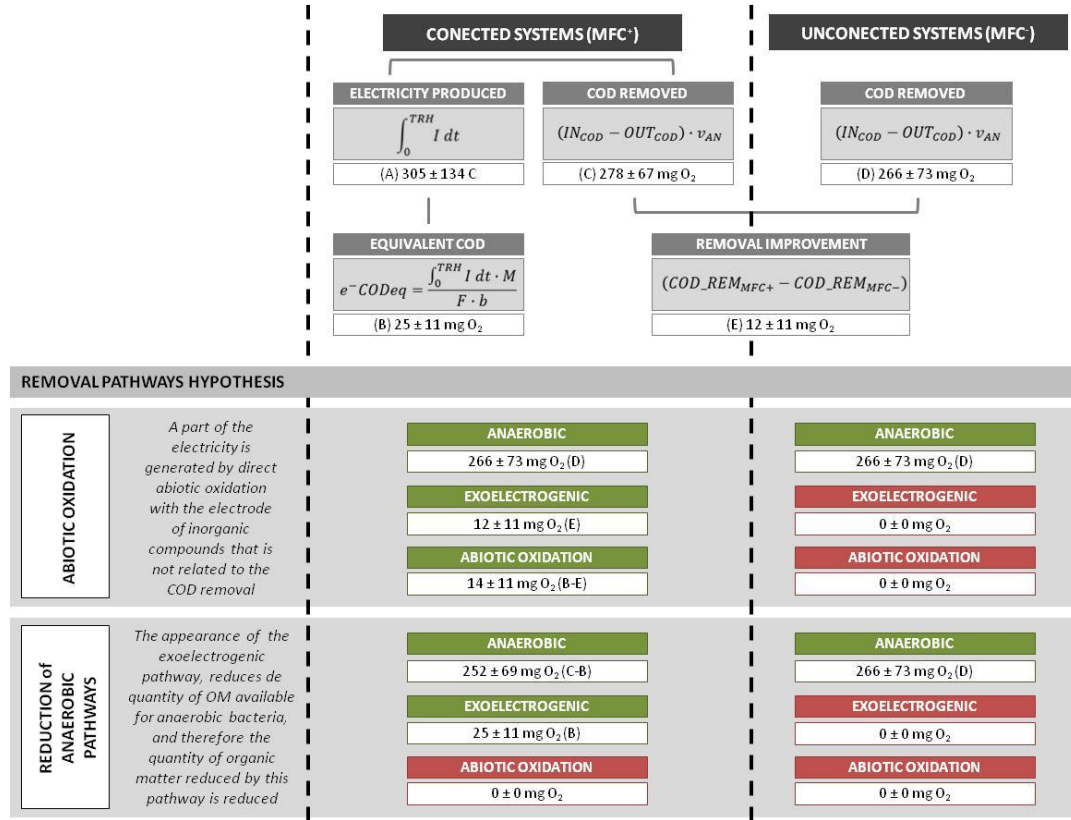 CONECTED SYSTEMS (MFC⁺)
UNCONECTED SYSTEMS (MFC⁻)
ELECTRICITY PRODUCED
COD REMOVED
COD REMOVED
∫₀^TRH I dt
(IN_COD − OUT_COD) · v_AN
(IN_COD − OUT_COD) · v_AN
(A) 305 ± 134 C
(C) 278 ± 67 mg O₂
(D) 266 ± 73 mg O₂
EQUIVALENT COD
REMOVAL IMPROVEMENT
e⁻CODeq = (∫₀^TRH I dt · M) / (F · b)
(COD_REM_MFC+ − COD_REM_MFC−)
(B) 25 ± 11 mg O₂
(E) 12 ± 11 mg O₂
REMOVAL PATHWAYS HYPOTHESIS
ABIOTIC OXIDATION
A part of the
electricity is
generated by direct
abiotic oxidation
with the electrode
of inorganic
compounds that is
not related to the
COD removal
ANAEROBIC
266 ± 73 mg O₂ (D)
EXOELECTROGENIC
12 ± 11 mg O₂ (E)
ABIOTIC OXIDATION
14 ± 11 mg O₂ (B-E)
ANAEROBIC
266 ± 73 mg O₂ (D)
EXOELECTROGENIC
0 ± 0 mg O₂
ABIOTIC OXIDATION
0 ± 0 mg O₂
REDUCTION of
ANAEROBIC
PATHWAYS
The appearance of the
exoelectrogenic
pathway, reduces de
quantity of OM available
for anaerobic bacteria,
and therefore the
quantity of organic
matter reduced by this
pathway is reduced
ANAEROBIC
252 ± 69 mg O₂ (C-B)
EXOELECTROGENIC
25 ± 11 mg O₂ (B)
ABIOTIC OXIDATION
0 ± 0 mg O₂
ANAEROBIC
266 ± 73 mg O₂ (D)
EXOELECTROGENIC
0 ± 0 mg O₂
ABIOTIC OXIDATION
0 ± 0 mg O₂